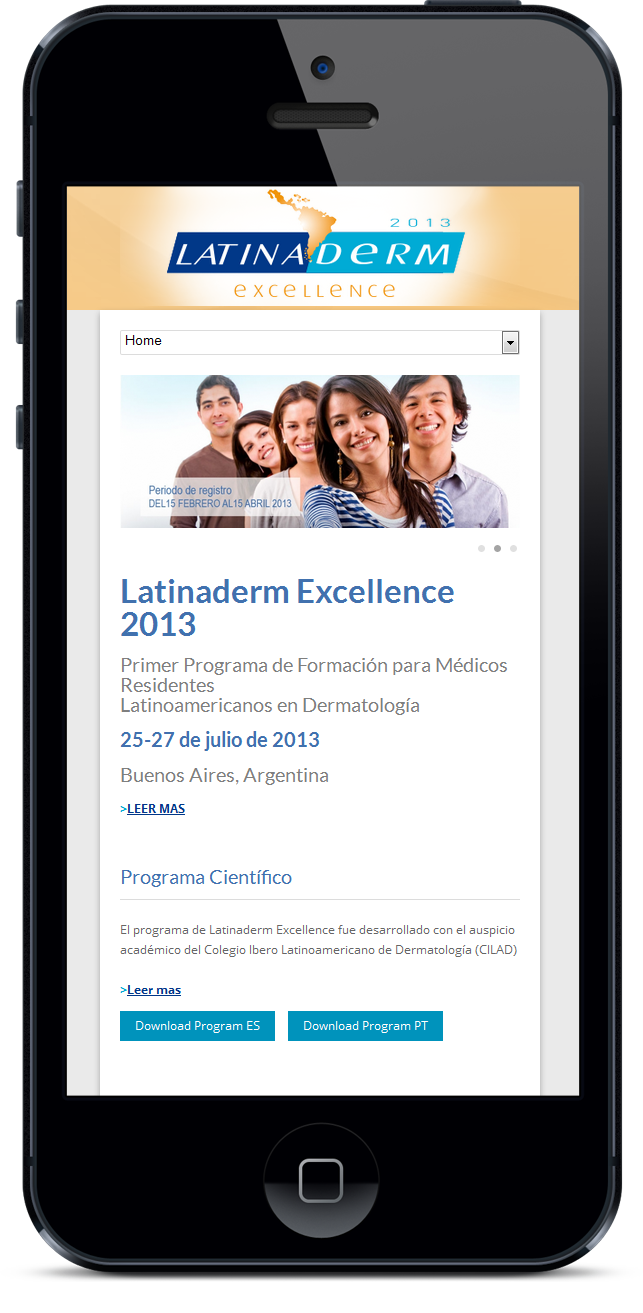 2013
LATINADERM
excellence
Home
Periodo de registro
DEL15 FEBRERO AL15 ABRIL 2013
Latinaderm Excellence
2013
Primer Programa de Formación para Médicos
Residentes
Latinoamericanos en Dermatología
25-27 de julio de 2013
Buenos Aires, Argentina
>LEER MAS
Programa Científico
El programa de Latinaderm Excellence fue desarrollado con el auspicio
académico del Colegio Ibero Latinoamericano de Dermatología (CILAD)
>Leer mas
Download Program ES Download Program PT